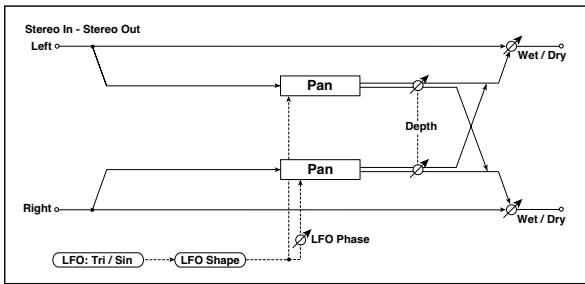 Stereo In - Stereo Out
Left
Wet / Dry
Pan
Depth
Pan
Right
Wet / Dry
LFO Phase
LFO: Tri / Sin
LFO Shape